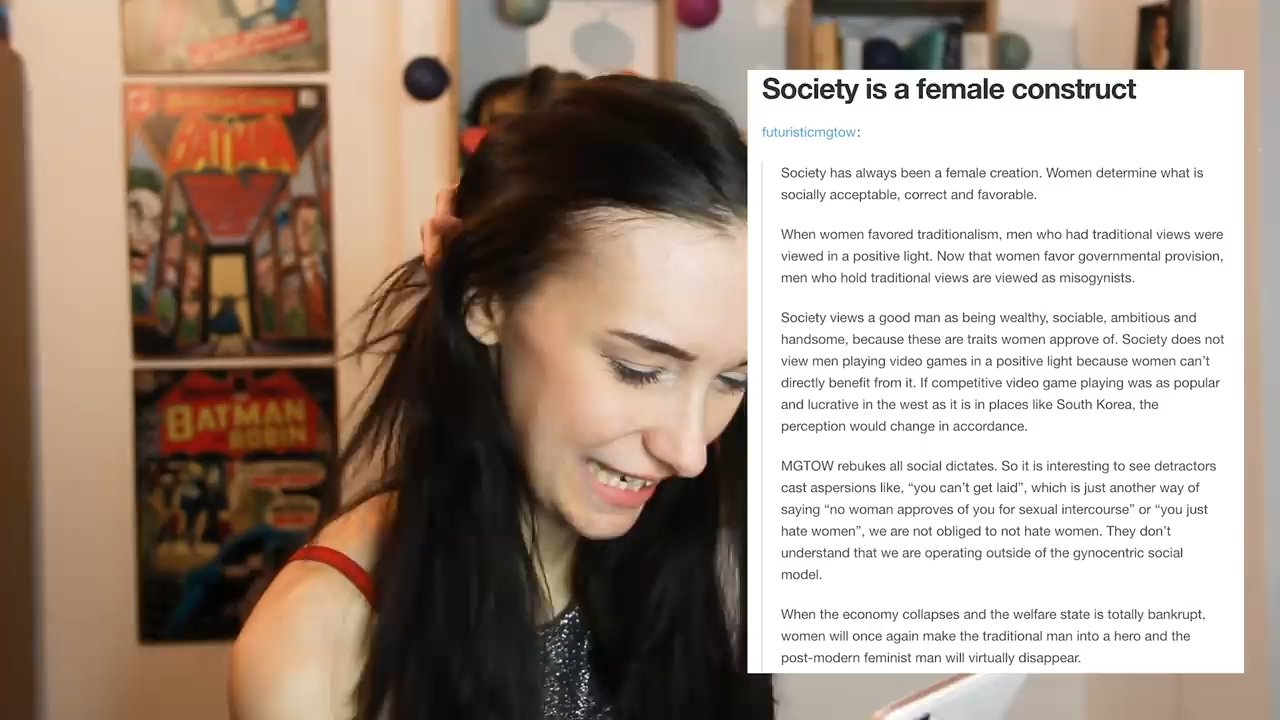 Society is a female construct
futuristicmgtow:
Society has always been a female creation. Women determine what is
socially acceptable, correct and favorable.
When women favored traditionalism, men who had traditional views were
viewed in a positive light. Now that women favor governmental provision,
men who hold traditional views are viewed as misogynists.
Society views a good man as being wealthy, sociable, ambitious and
handsome, because these are traits women approve of. Society does not
view men playing video games in a positive light because women can’t
directly benefit from it. If competitive video game playing was as popular
and lucrative in the west as it is in places like South Korea, the
perception would change in accordance.
MGTOW rebukes all social dictates. So it is interesting to see detractors
cast aspersions like, “you can’t get laid”, which is just another way of
saying “no woman approves of you for sexual intercourse” or “you just
hate women”, we are not obliged to not hate women. They don’t
understand that we are operating outside of the gynocentric social
model.
When the economy collapses and the welfare state is totally bankrupt,
women will once again make the traditional man into a hero and the
post-modern feminist man will virtually disappear.
BATMAN
ROBIN